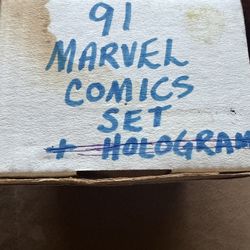 91
MARVEL
COMICS
SET
+ HOLOGRAM